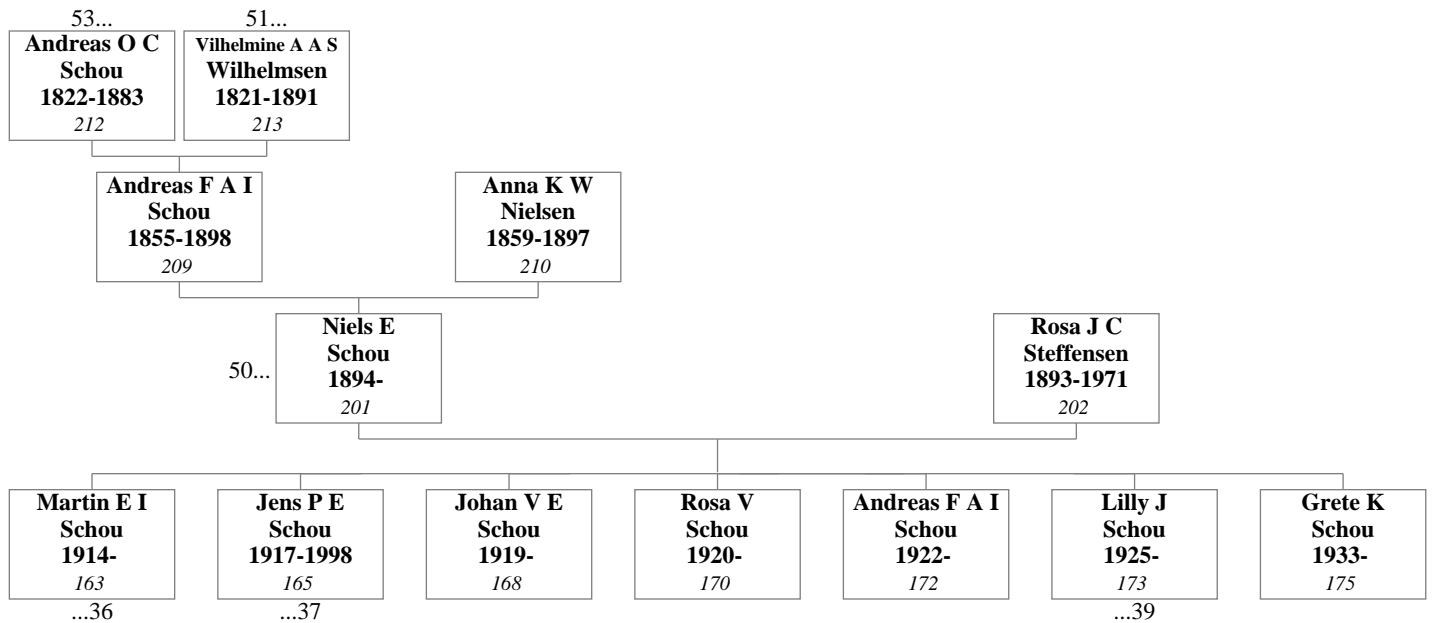 53...
Andreas O C
Schou
1822-1883
212
51...
Vilhelmine A A S
Wilhelmsen
1821-1891
213
Andreas F A I
Schou
1855-1898
209
Anna K W
Nielsen
1859-1897
210
50...
Niels E
Schou
1894-
201
Rosa J C
Steffensen
1893-1971
202
Martin E I
Schou
1914-
163
...36
Jens P E
Schou
1917-1998
165
...37
Johan V E
Schou
1919-
168
Rosa V
Schou
1920-
170
Andreas F A I
Schou
1922-
172
Lilly J
Schou
1925-
173
...39
Grete K
Schou
1933-
175